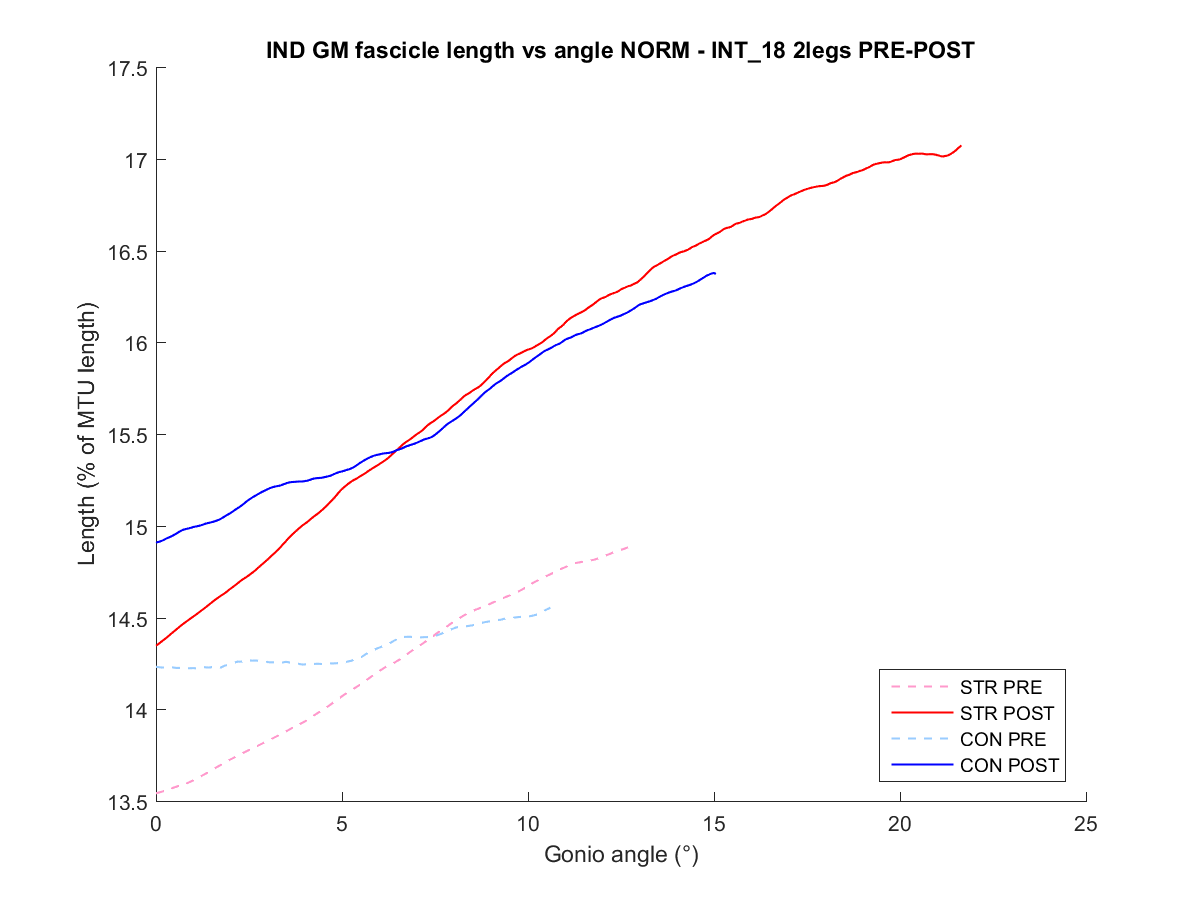 IND GM fascicle length vs angle NORM - INT_18 2legs PRE-POST
17.5
17
16.5
16
15.5
15
14.5
14
13.5
Length (% of MTU length)
0 5 10 15 20 25
Gonio angle (°)
STR PRE
STR POST
CON PRE
CON POST